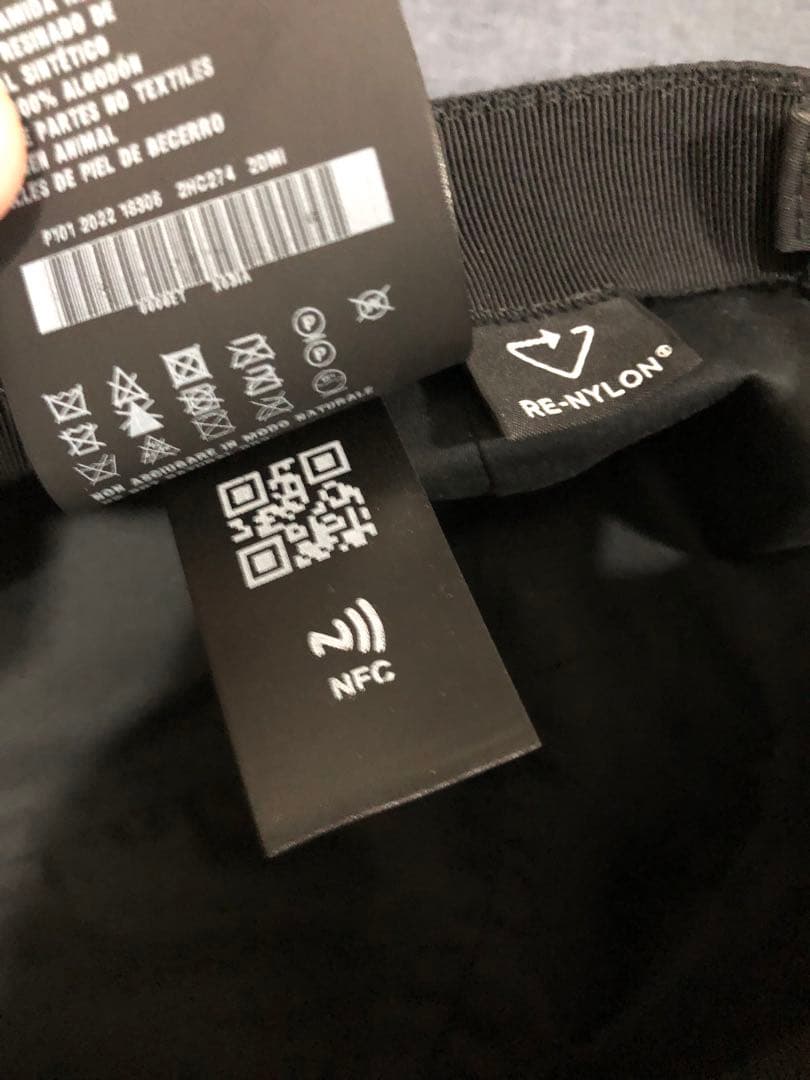 RESINADO DE
SINTÉTICO
100% ALGODÓN
PARTES NO TEXTILES
ANIMAL
DE PIEL DE BECERRO
P101 2022 18306 2HC274 2DMI
P
P
NON ASCIUGARE IN MODO NATURALE
RE-NYLON®
NFC